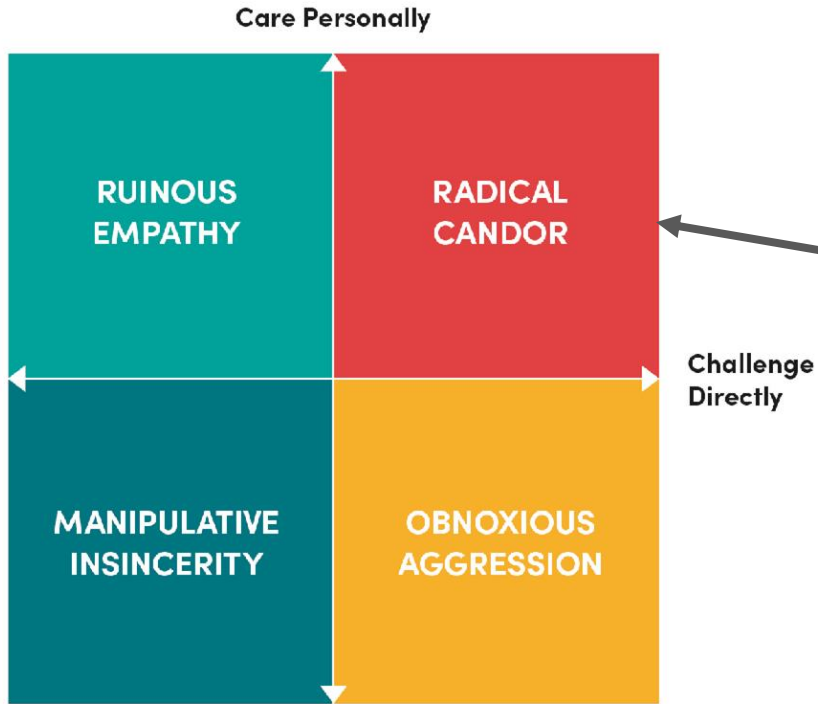 Care Personally
RUINOUS
EMPATHY
RADICAL
CANDOR
Challenge
Directly
MANIPULATIVE
INSINCERITY
OBNOXIOUS
AGGRESSION